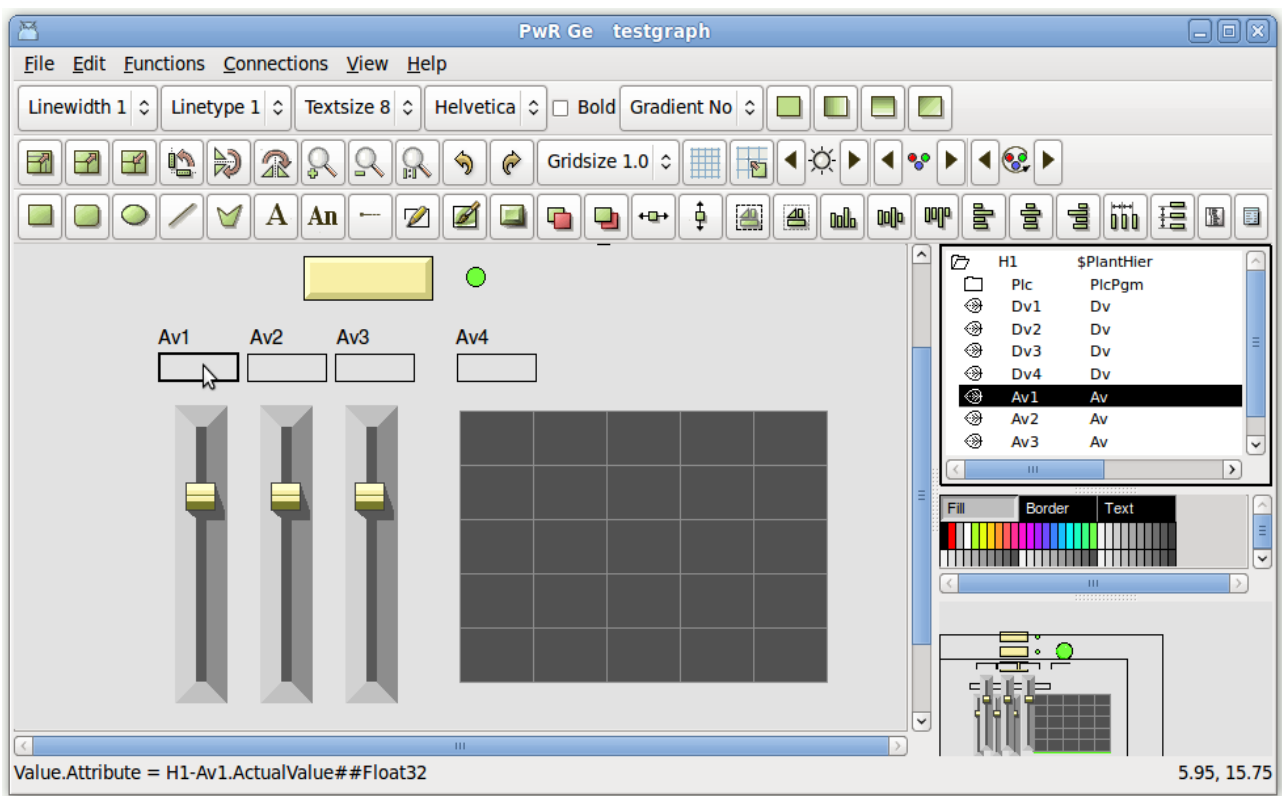 PwR Ge testgraph
File Edit Functions Connections View Help
Linewidth 1 Linetype 1 Textsize 8 Helvetica Bold Gradient No
1:1 Gridsize 1.0
A An
H1 $PlantHier
Plc PlcPgm
Dv1 Dv
Dv2 Dv
Dv3 Dv
Dv4 Dv
Av1 Av
Av2 Av
Av3 Av
Av1 Av2 Av3 Av4
Fill Border Text
Value.Attribute = H1-Av1.ActualValue##Float32 5.95, 15.75